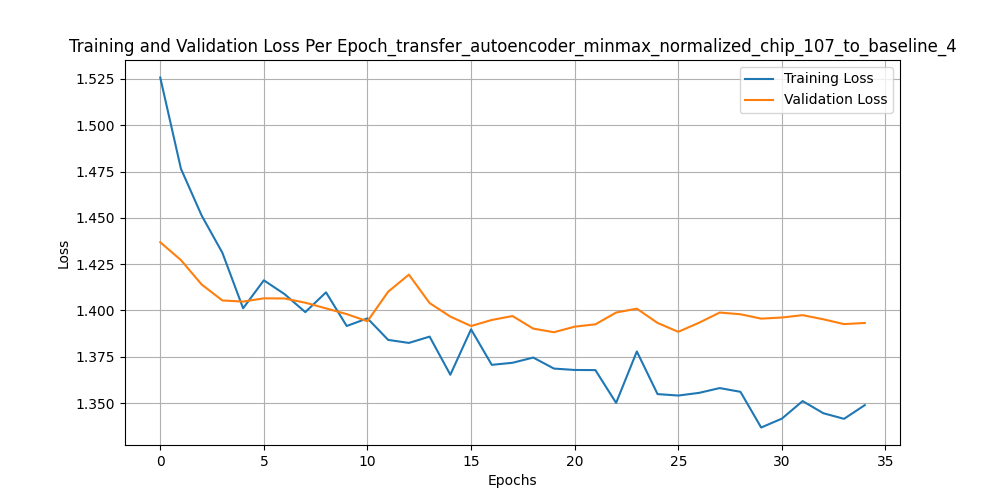 Training and Validation Loss Per Epoch_transfer_autoencoder_minmax_normalized_chip_107_to_baseline_4
Training Loss
Validation Loss
1.525
1.500
1.475
1.450
1.425
1.400
1.375
1.350
Loss
0 5 10 15 20 25 30 35
Epochs